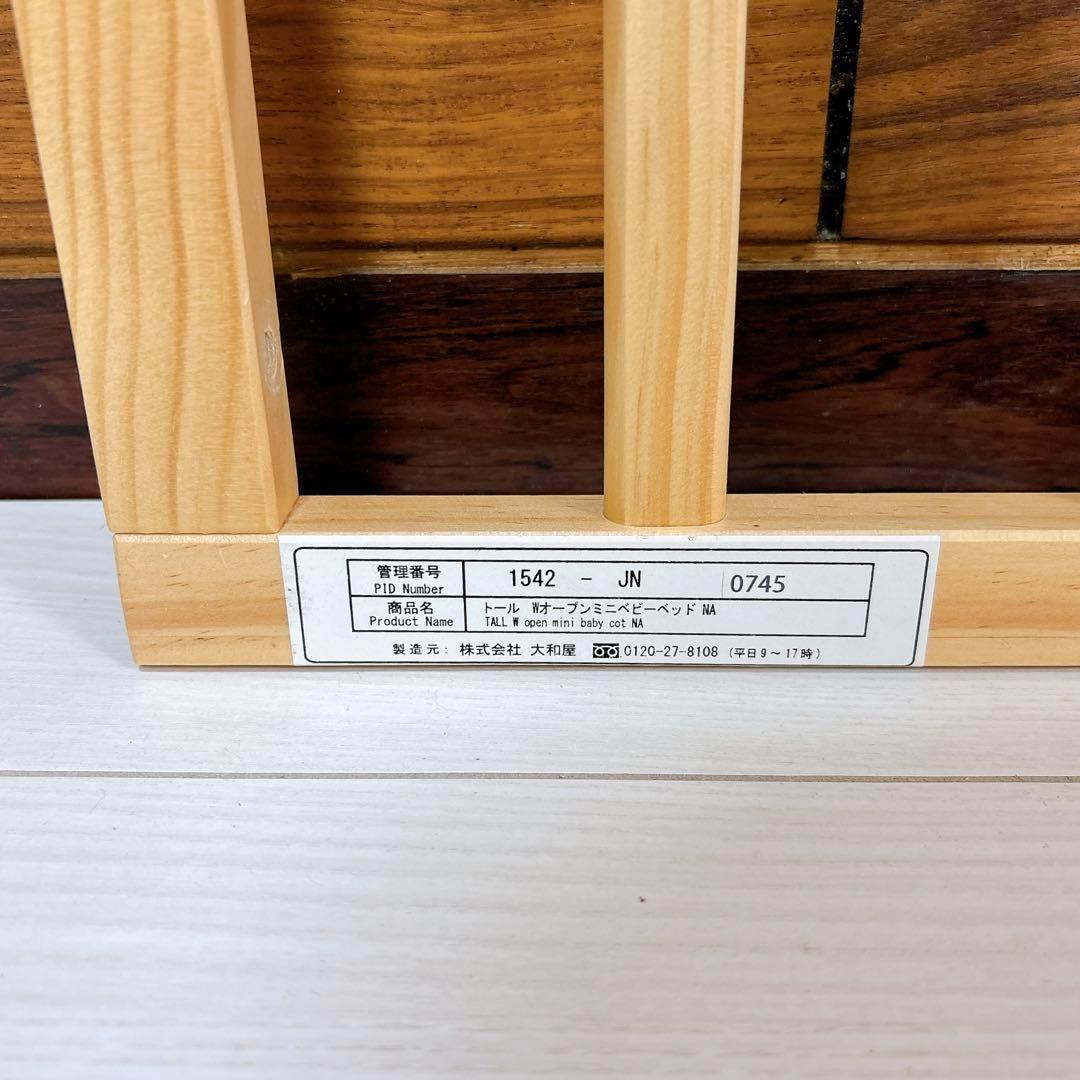 管理番号 1542 - JN 0745
PID Number
商品名 トール Wオープンミニベビーベッド NA
Product Name TALL W open mini baby cot NA
製造元: 株式会社 大和屋 0120-27-8108 (平日9～17時)